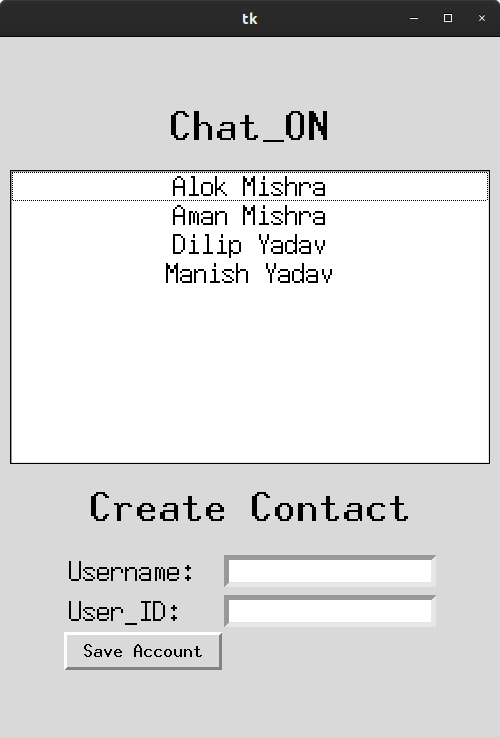 tk
Chat_ON
Alok Mishra
Aman Mishra
Dilip Yadav
Manish Yadav
Create Contact
Username:
User_ID:
Save Account